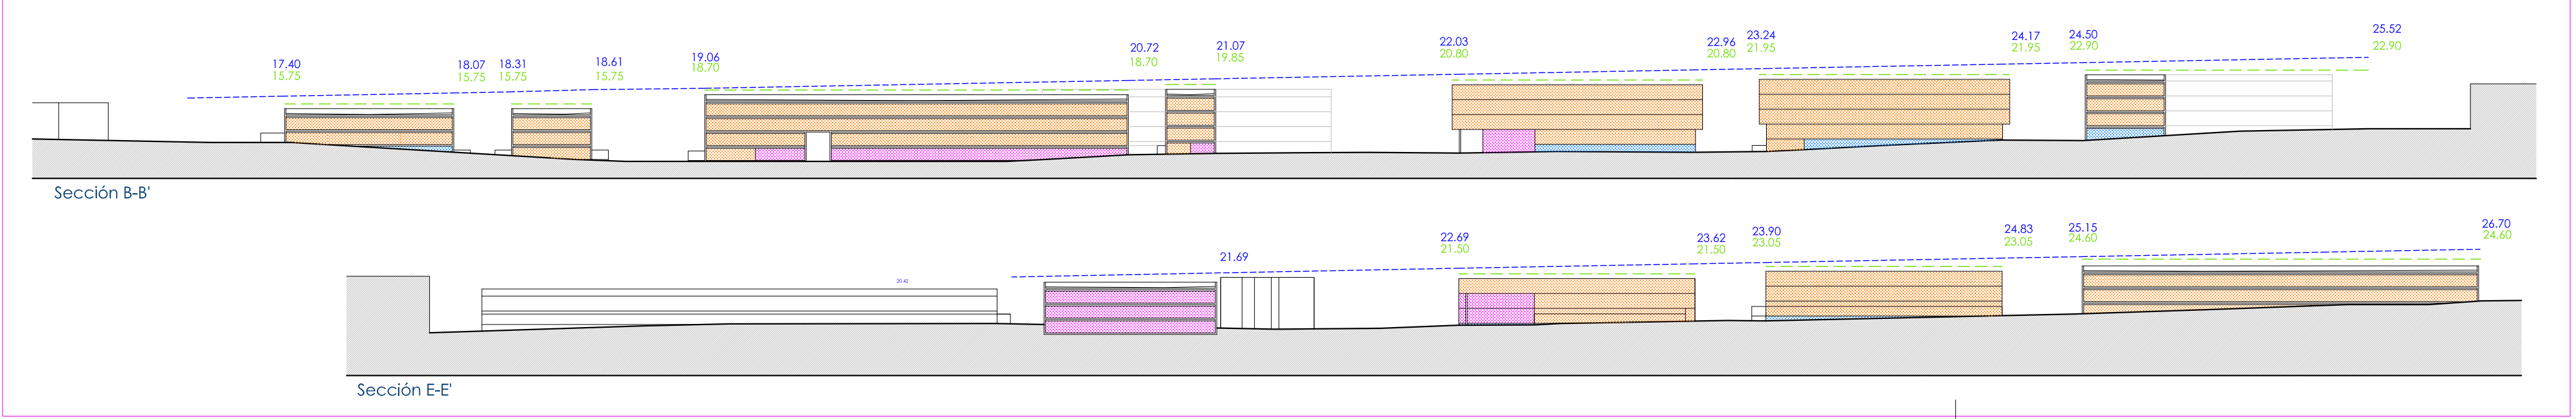 17.40 18.07 18.31 18.61 19.06 20.72 21.07 22.03 22.96 23.24 24.17 24.50 25.52
15.75 15.75 15.75 15.75 18.70 18.70 19.85 20.80 20.80 21.95 21.95 22.90 22.90
Sección B-B'
20.42 21.69 22.69 23.62 23.90 24.83 25.15 26.70
21.50 21.50 23.05 23.05 24.60 24.60
Sección E-E'